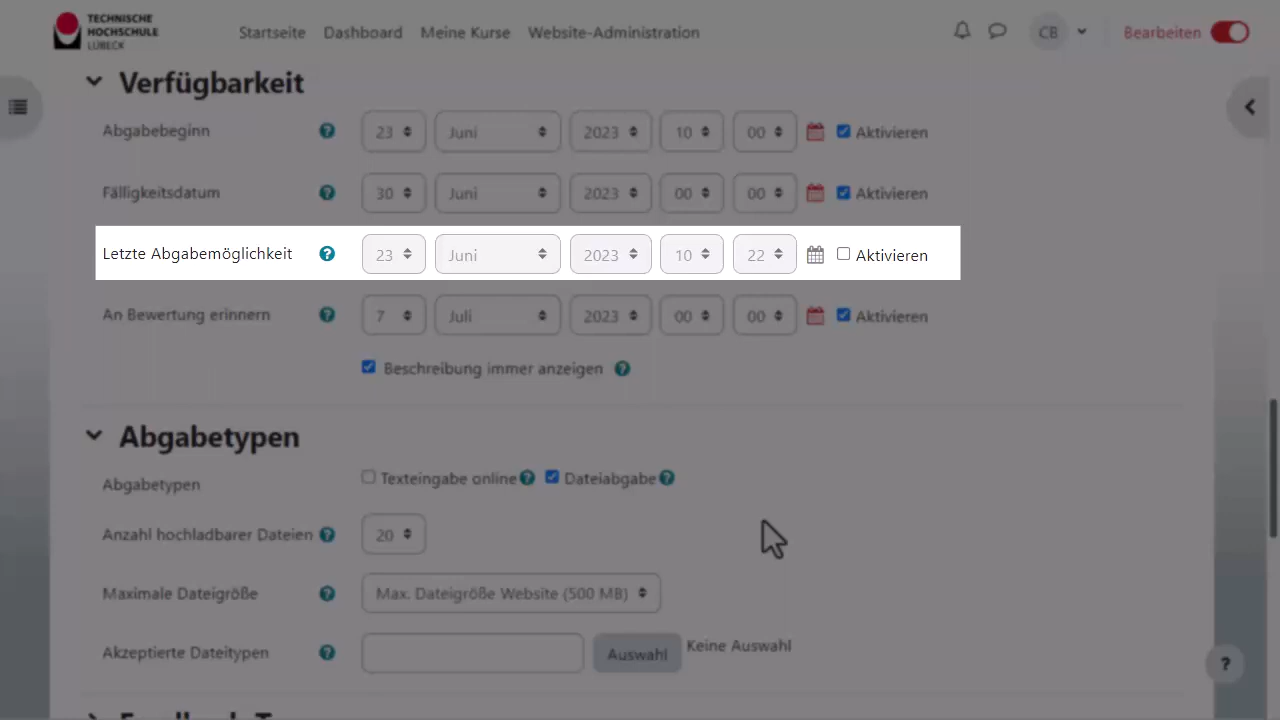 TECHNISCHE
HOCHSCHULE
LÜBECK
Startseite Dashboard Meine Kurse Website-Administration CB Bearbeiten
Verfügbarkeit
Abgabebeginn ? 23 Juni 2023 10 00 Aktivieren
Fälligkeitsdatum ? 30 Juni 2023 00 00 Aktivieren
Letzte Abgabemöglichkeit ? 23 Juni 2023 10 22 Aktivieren
An Bewertung erinnern ? 7 Juli 2023 00 00 Aktivieren
Beschreibung immer anzeigen ?
Abgabetypen
Abgabetypen Texteingabe online ? Dateiabgabe ?
Anzahl hochladbarer Dateien ? 20
Maximale Dateigröße ? Max. Dateigröße Website (500 MB)
Akzeptierte Dateitypen ? Auswahl Keine Auswahl
?